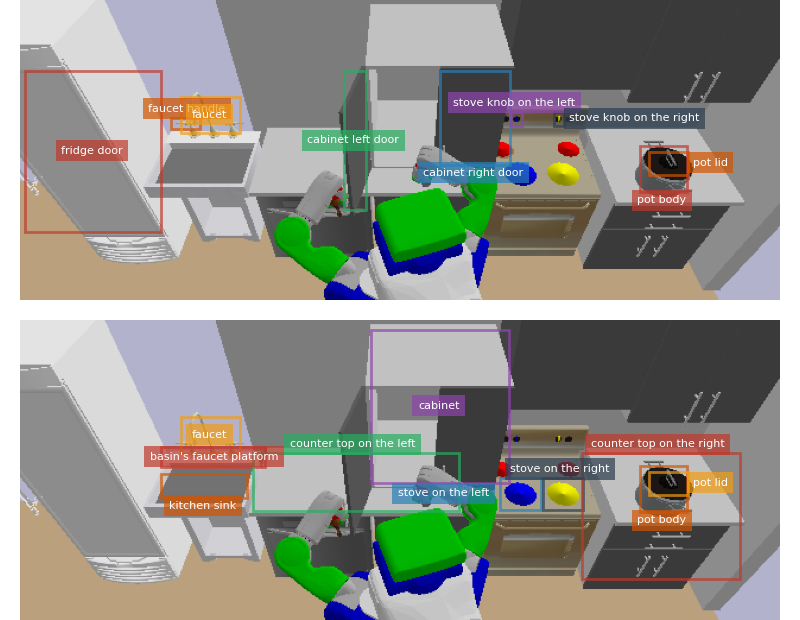 faucet handle
faucet
stove knob on the left
stove knob on the right
cabinet left door
fridge door
pot lid
cabinet right door
pot body
cabinet
faucet
counter top on the left
counter top on the right
basin's faucet platform
stove on the right
pot lid
stove on the left
kitchen sink
pot body